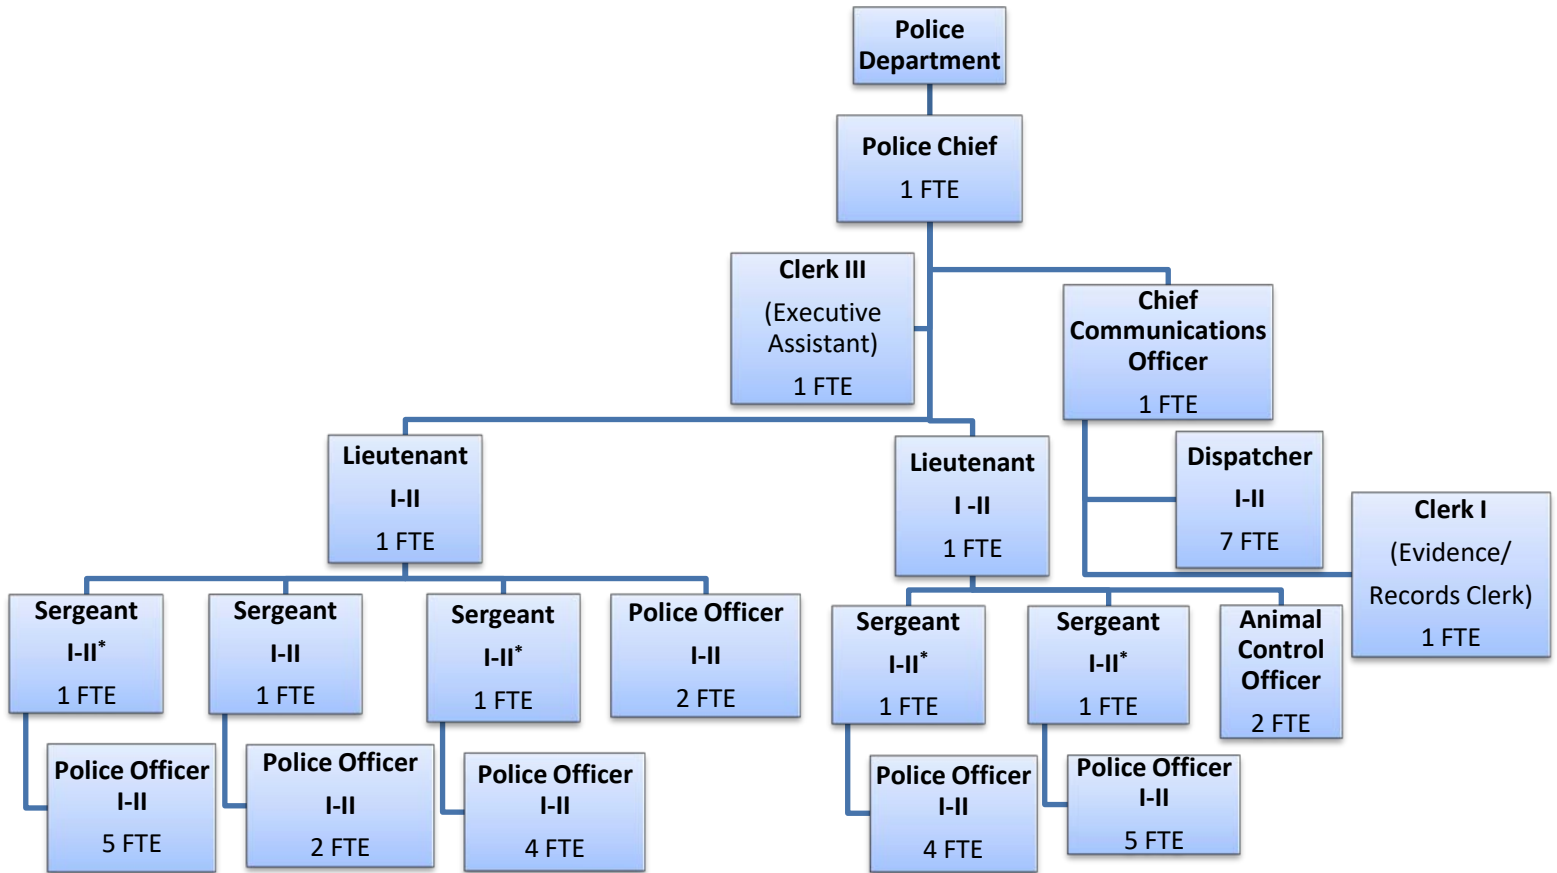 Police
Department
Police Chief
1 FTE
Clerk III
(Executive
Assistant)
1 FTE
Chief
Communications
Officer
1 FTE
Lieutenant
I-II
1 FTE
Lieutenant
I -II
1 FTE
Dispatcher
I-II
7 FTE
Clerk I
(Evidence/
Records Clerk)
1 FTE
Sergeant
I-II*
1 FTE
Sergeant
I-II
1 FTE
Sergeant
I-II*
1 FTE
Police Officer
I-II
2 FTE
Sergeant
I-II*
1 FTE
Sergeant
I-II*
1 FTE
Animal
Control
Officer
2 FTE
Police Officer
I-II
5 FTE
Police Officer
I-II
2 FTE
Police Officer
I-II
4 FTE
Police Officer
I-II
4 FTE
Police Officer
I-II
5 FTE